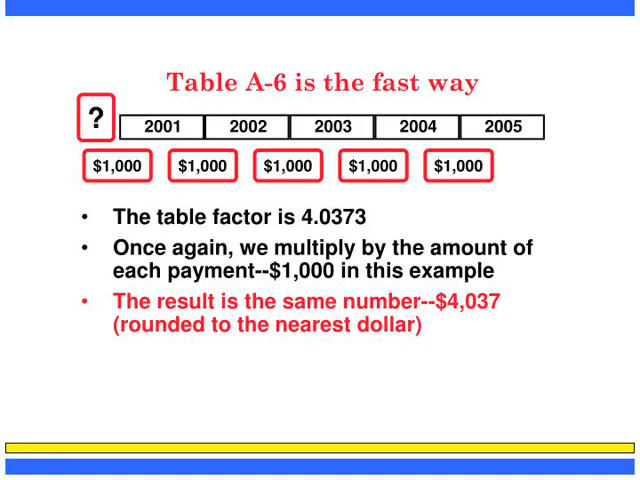 Table A-6 is the fast way
?
2001 2002 2003 2004 2005
$1,000 $1,000 $1,000 $1,000 $1,000
• The table factor is 4.0373
• Once again, we multiply by the amount of
each payment--$1,000 in this example
• The result is the same number--$4,037
(rounded to the nearest dollar)